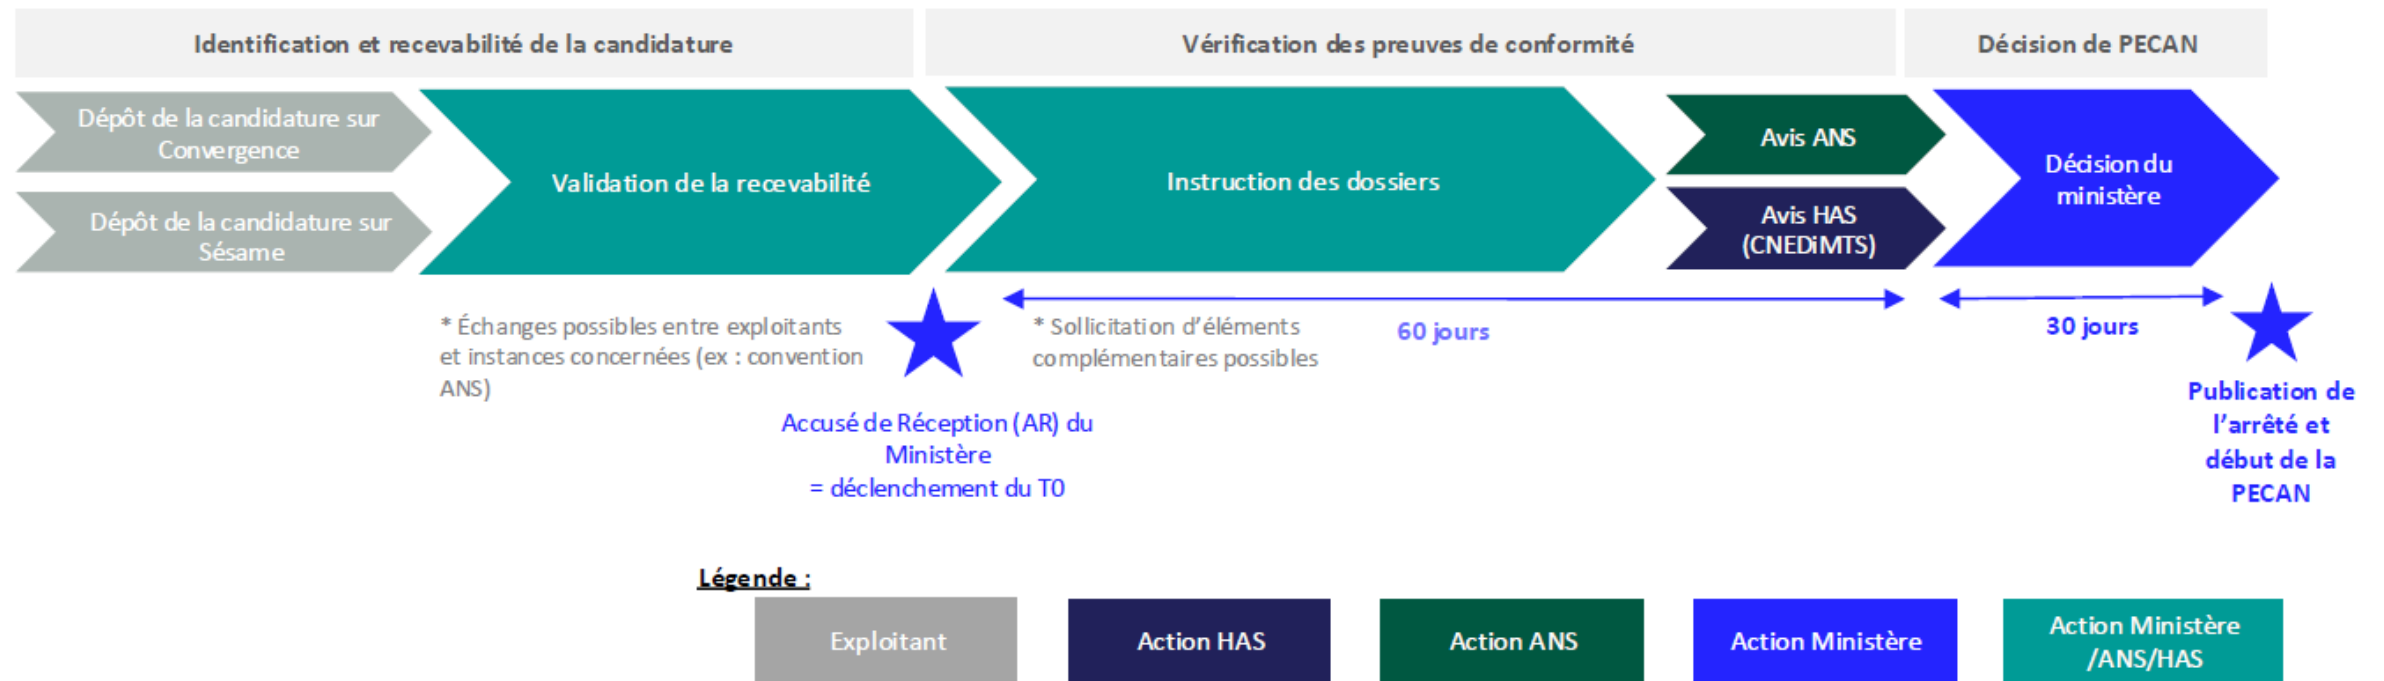 Identification et recevabilité de la candidature
Vérification des preuves de conformité
Décision de PECAN
Dépôt de la candidature sur
Convergence
Dépôt de la candidature sur
Sésame
Validation de la recevabilité
Instruction des dossiers
Avis ANS
Avis HAS
(CNEDiMTS)
Décision du
ministère
* Échanges possibles entre exploitants
et instances concernées (ex : convention
ANS)
* Sollicitation d’éléments
complémentaires possibles
60 jours
30 jours
Accusé de Réception (AR) du
Ministère
= déclenchement du T0
Publication de
l’arrêté et
début de la
PECAN
Légende :
Exploitant
Action HAS
Action ANS
Action Ministère
Action Ministère
/ANS/HAS